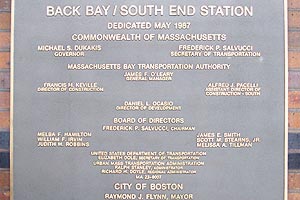 BACK BAY / SOUTH END STATION
DEDICATED MAY 1987
COMMONWEALTH OF MASSACHUSETTS
MICHAEL S. DUKAKIS FREDERICK P. SALVUCCI
GOVERNOR SECRETARY OF TRANSPORTATION
MASSACHUSETTS BAY TRANSPORTATION AUTHORITY
JAMES F. O'LEARY
GENERAL MANAGER
FRANCIS M. KEVILLE ALFRED J. PACELLI
DIRECTOR OF CONSTRUCTION ASSISTANT DIRECTOR OF
CONSTRUCTION - SOUTH
DANIEL L. OCASIO
DIRECTOR OF DEVELOPMENT
BOARD OF DIRECTORS
FREDERICK P. SALVUCCI, CHAIRMAN
MELBA F. HAMILTON JAMES E. SMITH
WILLIAM F. IRVIN SCOTT M. STEARNS, JR.
JUDITH H. ROBBINS MELISSA A. TILLMAN
UNITED STATES DEPARTMENT OF TRANSPORTATION
ELIZABETH DOLE, SECRETARY OF TRANSPORTATION
URBAN MASS TRANSPORTATION ADMINISTRATION
RALPH STANLEY, ADMINISTRATOR
RICHARD H. DOYLE, REGIONAL ADMINISTRATOR
CITY OF BOSTON
RAYMOND J. FLYNN, MAYOR